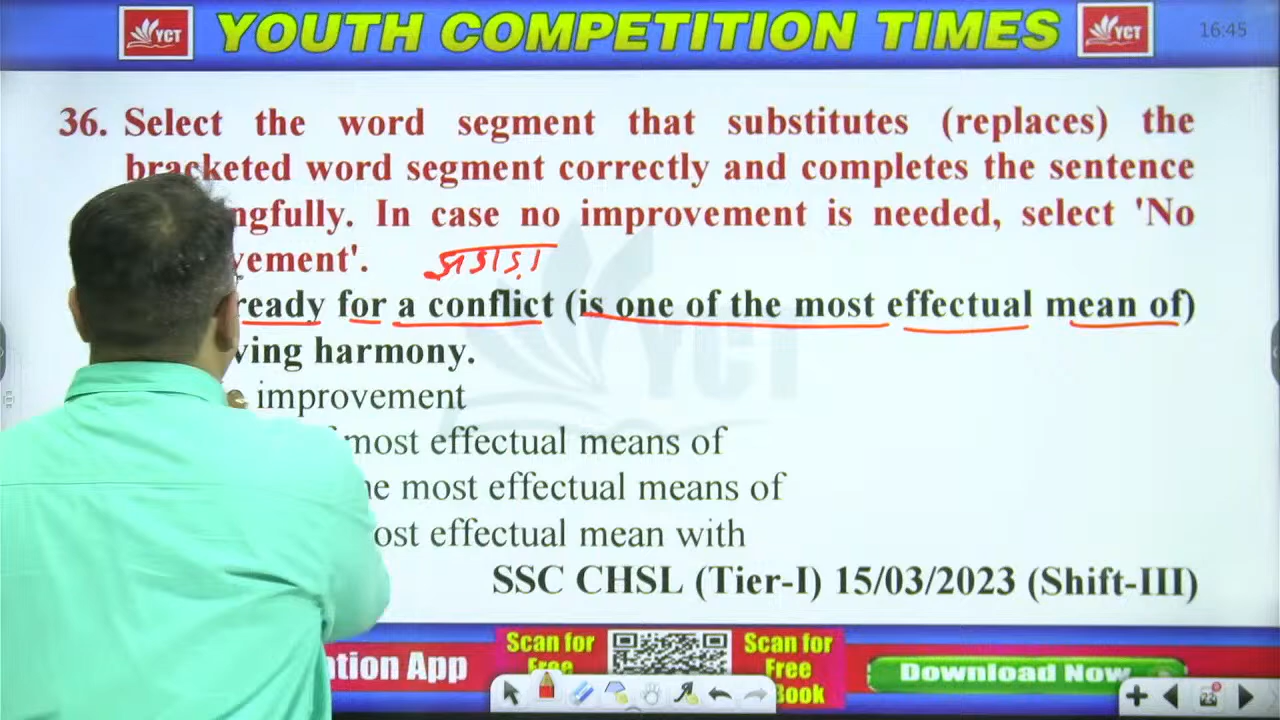 YCT YOUTH COMPETITION TIMES YCT 16:45
36. Select the word segment that substitutes (replaces) the
bracketed word segment correctly and completes the sentence
ngfully. In case no improvement is needed, select 'No
vement'. झगड़ा
ready for a conflict (is one of the most effectual mean of)
ving harmony.
improvement
most effectual means of
he most effectual means of
ost effectual mean with
YCT
SSC CHSL (Tier-I) 15/03/2023 (Shift-III)
tion App
Scan for
Free
Scan for
Free
Book
Download Now
23